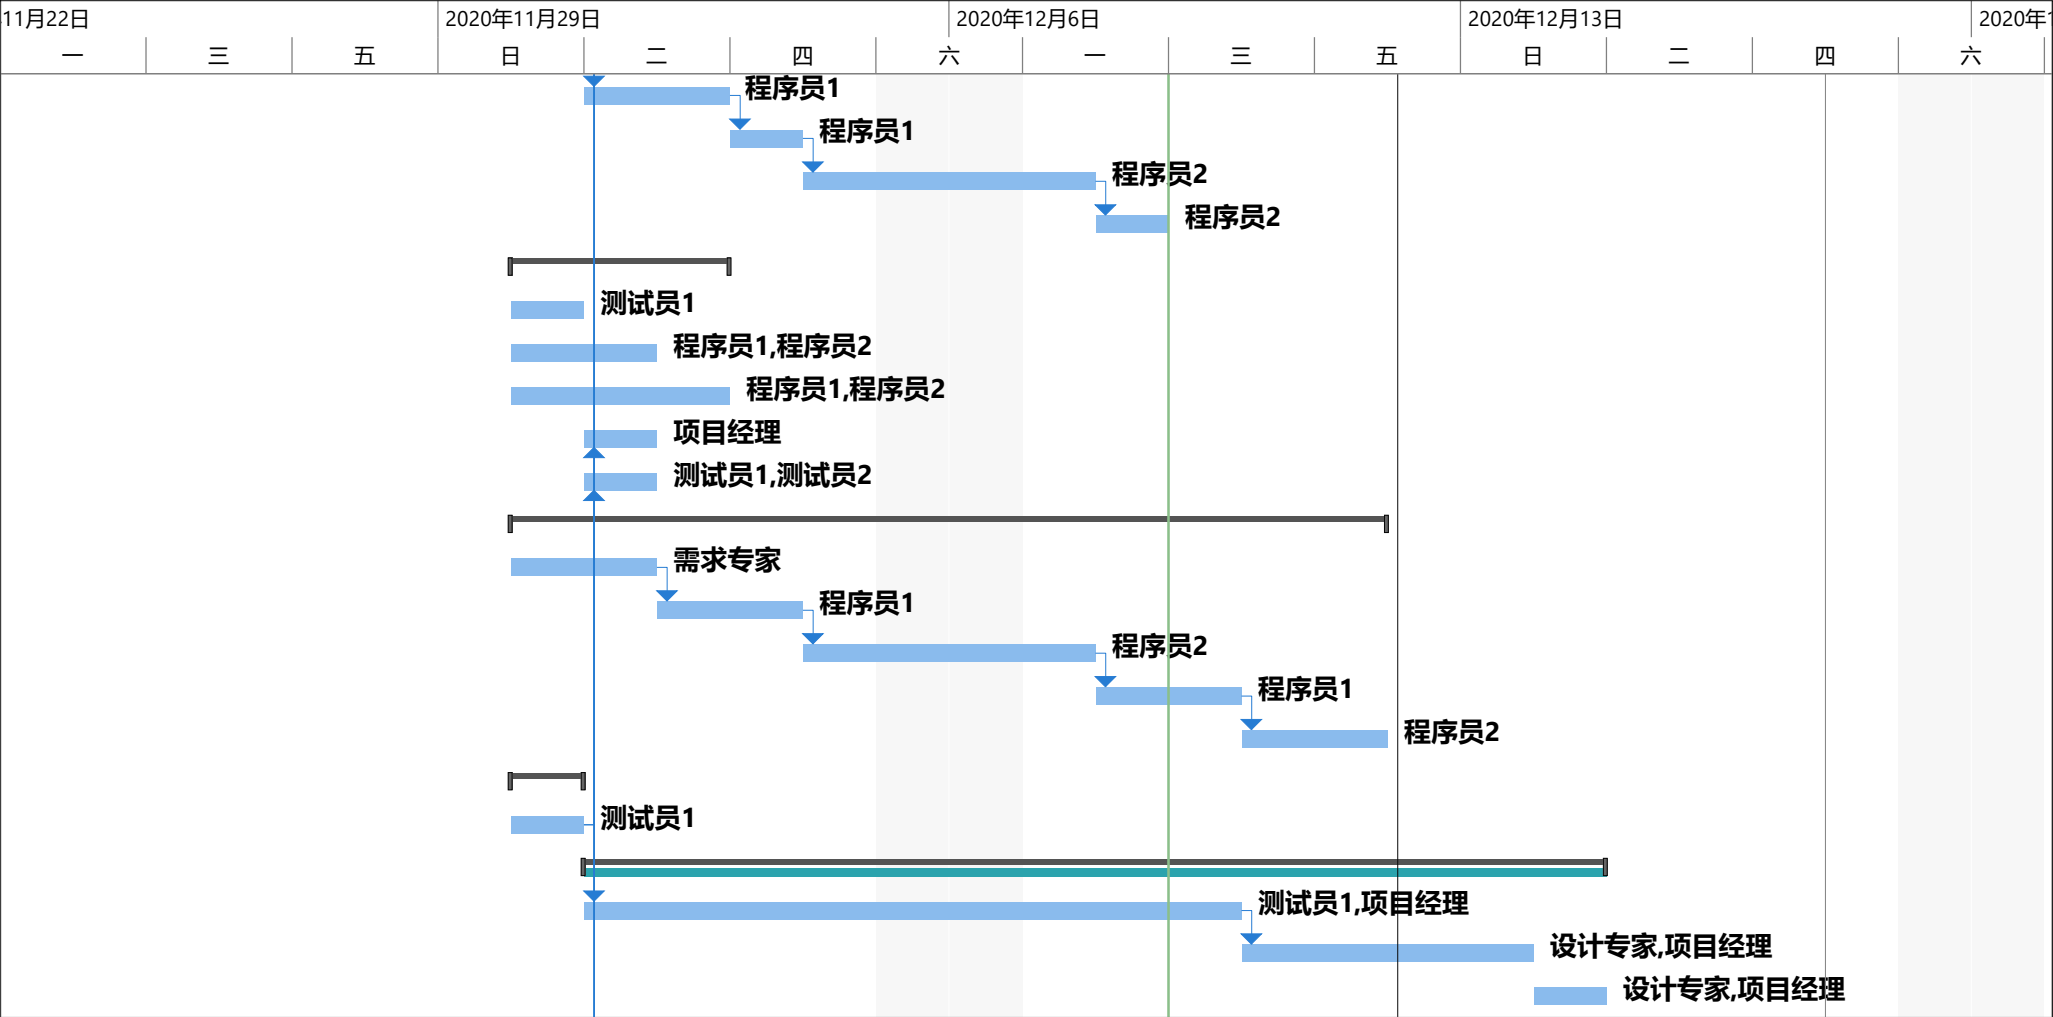 11月22日 2020年11月29日 2020年12月6日 2020年12月13日 2020年1
一 三 五 日 二 四 六 一 三 五 日 二 四 六
程序员1
程序员1
程序员2
程序员2
测试员1
程序员1,程序员2
程序员1,程序员2
项目经理
测试员1,测试员2
需求专家
程序员1
程序员2
程序员1
程序员2
测试员1
测试员1,项目经理
设计专家,项目经理
设计专家,项目经理